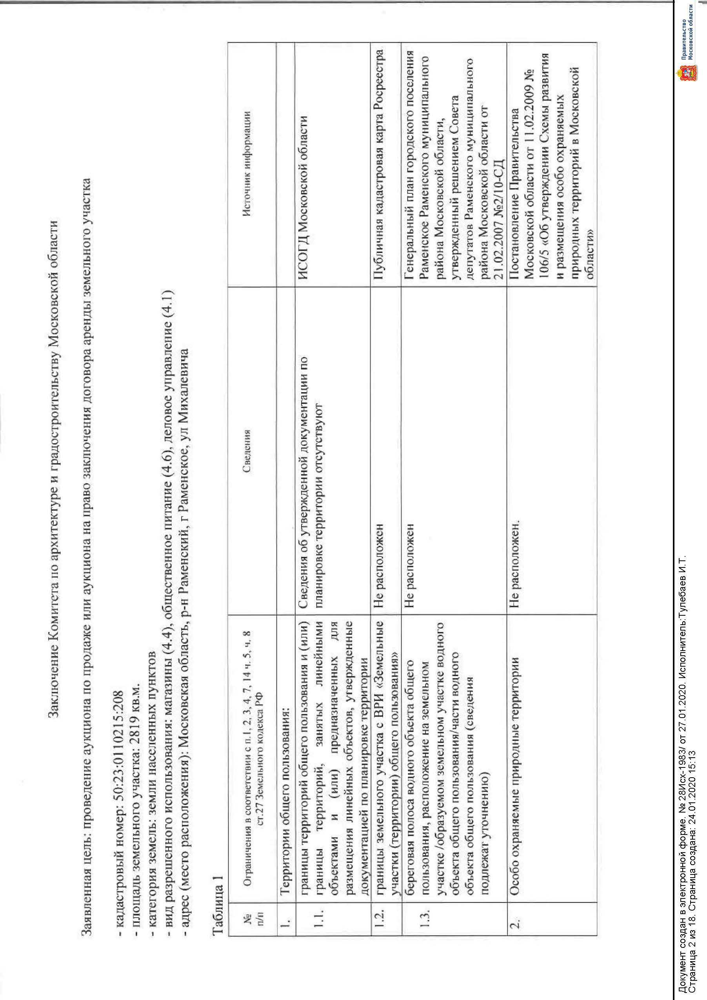 Заключение Комитета по архитектуре и градостроительству Московской области
Заявленная цель: проведение аукциона по продаже или аукциона на право заключения договора аренды земельного участка
- кадастровый номер: 50:23:0110215:208
- площадь земельного участка: 2819 кв.м.
- категория земель: земли населенных пунктов
- вид разрешенного использования: магазины (4.4), общественное питание (4.6), деловое управление (4.1)
- адрес (место расположения): Московская область, р-н Раменский, г Раменское, ул Михалевича
Таблица 1
№
п/п
Ограничения в соответствии с п.1, 2, 3, 4, 7, 14 ч. 5, ч. 8
ст.27 Земельного кодекса РФ
Сведения
Источник информации
1.
Территории общего пользования:
1.1.
границы территорий общего пользования и (или)
границы территорий, занятых линейными
объектами и (или) предназначенных для
размещения линейных объектов, утвержденные
документацией по планировке территории
Сведения об утвержденной документации по
планировке территории отсутствуют
ИСОГД Московской области
1.2.
границы земельного участка с ВРИ «Земельные
участки (территории) общего пользования»
Не расположен
Публичная кадастровая карта Росреестра
1.3.
береговая полоса водного объекта общего
пользования, расположение на земельном
участке /образуемом земельном участке водного
объекта общего пользования/части водного
объекта общего пользования (сведения
подлежат уточнению)
Не расположен
Генеральный план городского поселения
Раменское Раменского муниципального
района Московской области,
утвержденный решением Совета
депутатов Раменского муниципального
района Московской области от
21.02.2007 №2/10-СД
2.
Особо охраняемые природные территории
Не расположен.
Постановление Правительства
Московской области от 11.02.2009 №
106/5 «Об утверждении Схемы развития
и размещения особо охраняемых
природных территорий в Московской
области»
Документ создан в электронной форме. № 28Исх-1983/ от 27.01.2020. Исполнитель:Тулебаев И.Т.
Страница 2 из 18. Страница создана: 24.01.2020 15:13
Правительство
Московской области